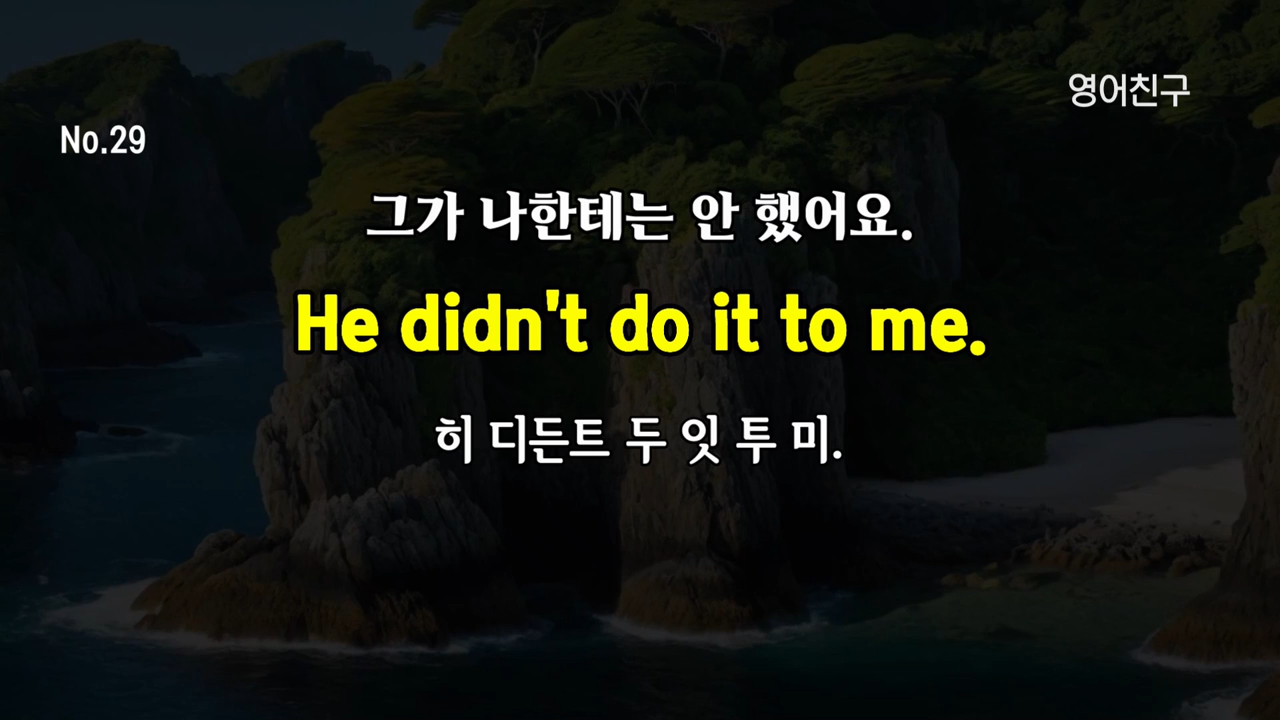 영어친구
No.29
그가 나한테는 안 했어요.
He didn't do it to me.
히 디든트 두 잇 투 미.